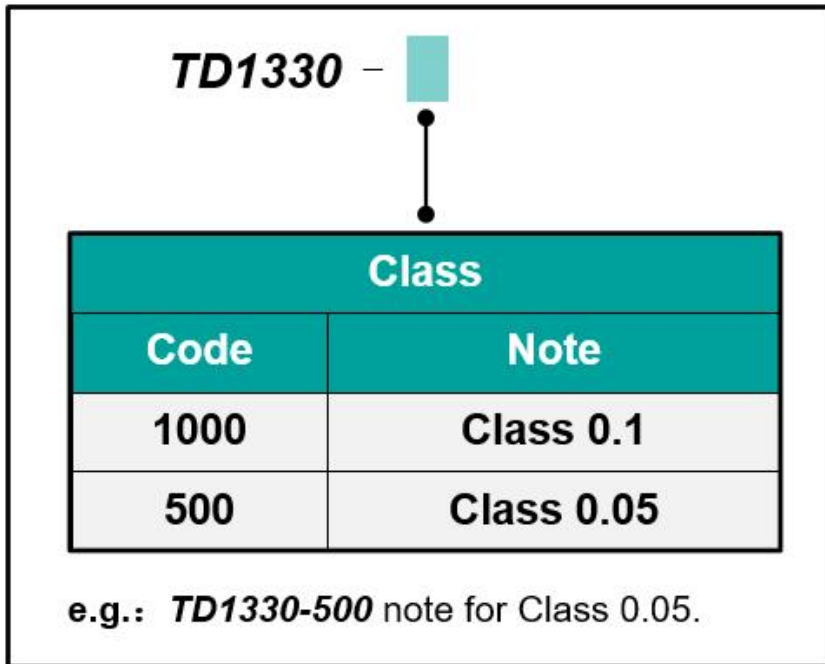 TD1330 –
Class
Code Note
1000 Class 0.1
500 Class 0.05
e.g.：TD1330-500 note for Class 0.05.